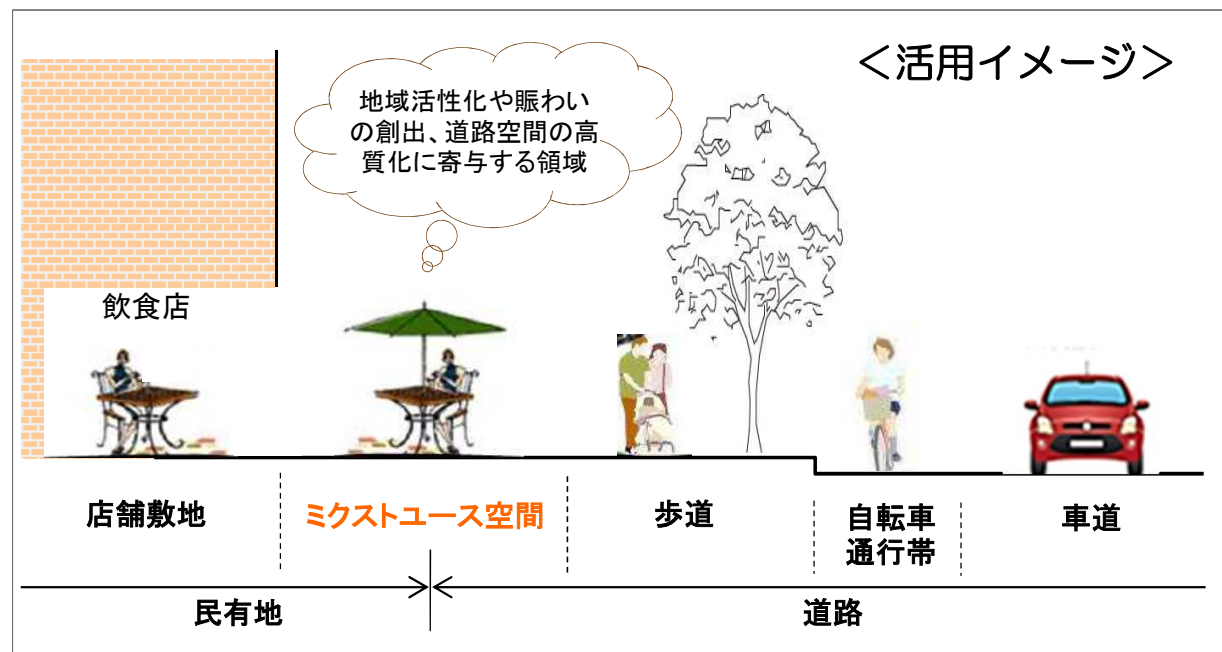 ＜活用イメージ＞
地域活性化や賑わい
の創出、道路空間の高
質化に寄与する領域
飲食店
店舗敷地
ミクストユース空間
歩道
自転車
通行帯
車道
民有地
道路